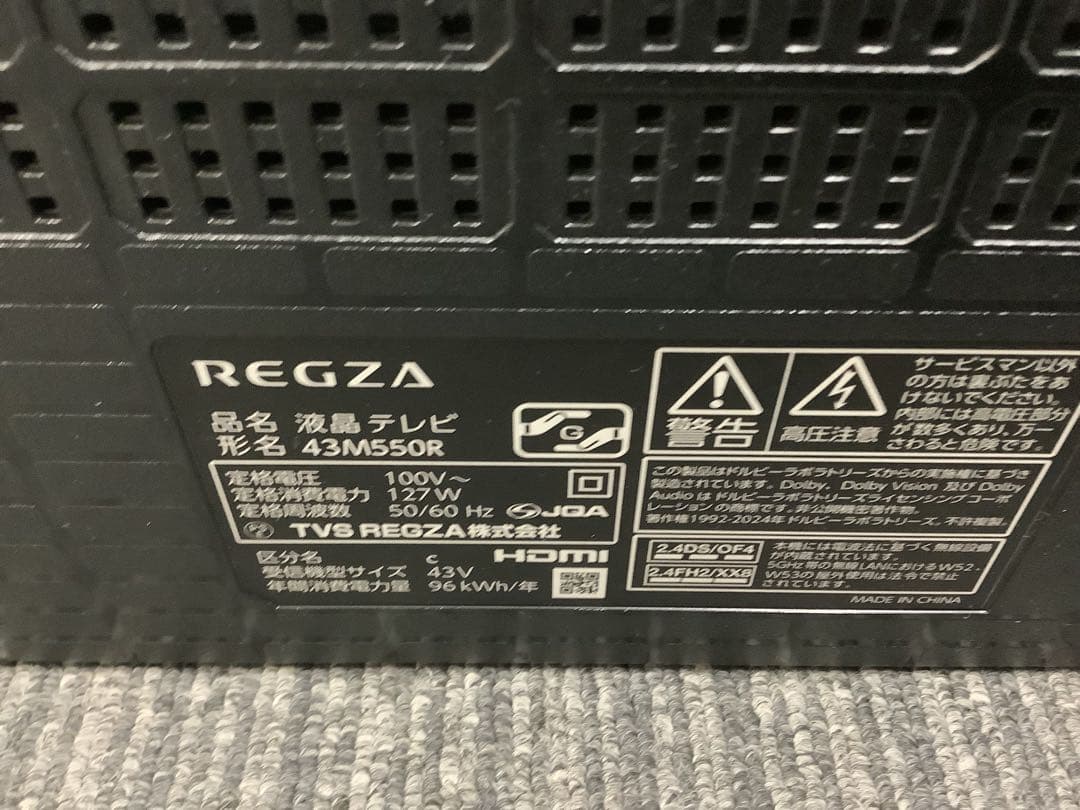 REGZA
品名 液晶テレビ
形名 43M550R
G
定格電圧 100V～
定格消費電力 127W
定格周波数 50/60 Hz
JQA
TVS REGZA株式会社
区分名 c
受信機型サイズ 43V
年間消費電力量 96 kWh/年
HDMI
警告
高圧注意
サービスマン以外
の方は裏ぶたをあ
けないでください。
内部には高電圧部分
が数多くあり、万一
さわると危険です。
この製品はドルビーラボラトリーズからの実施権に基づき
製造されています。Dolby、Dolby Vision 及び Dolby
Audio は ドルビーラボラトリーズライセンシングコーポ
レーション の商標です。非公開機密著作物。
著作権1992-2024年ドルビーラボラトリーズ。不許複製。
2.4DS/OF4
2.4FH2/XX8
本機には電波法に基づく無線設備
が内蔵されています。
5GHz 帯の無線 LANにおける W52・
W53の屋外使用は法令で禁止
されています。
MADE IN CHINA